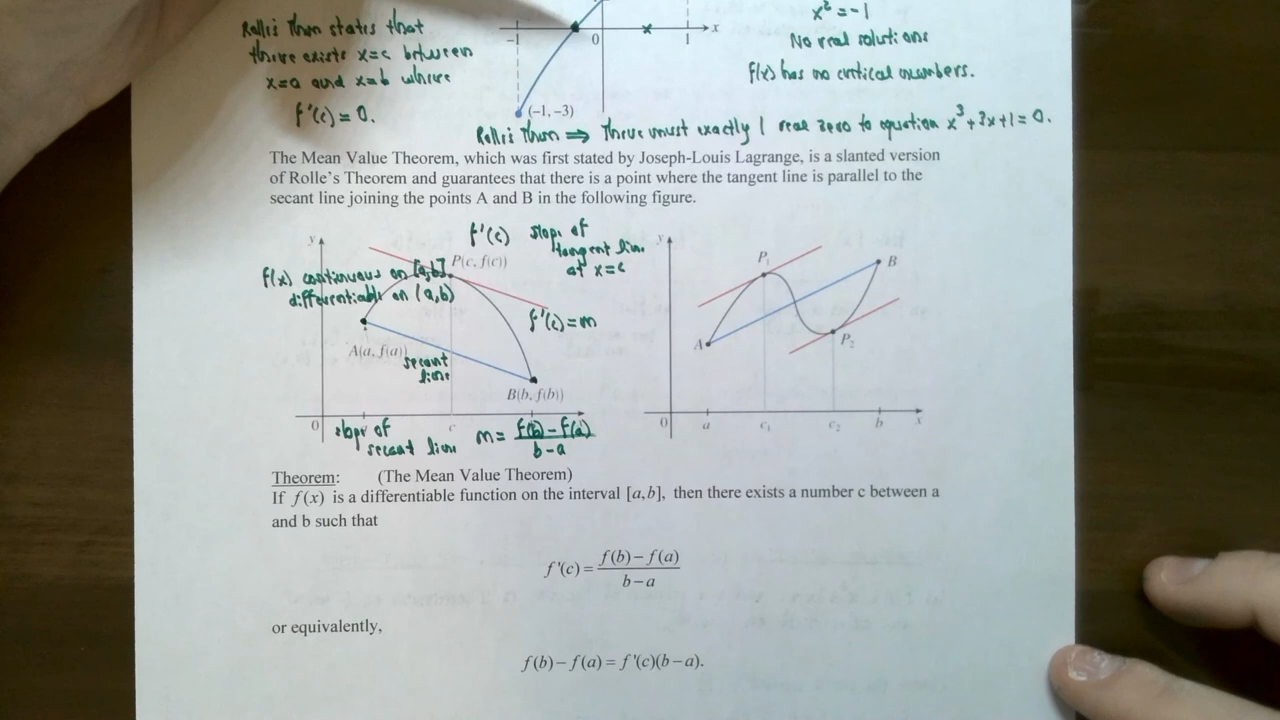 Rolle's Thm states that
there exists x=c between
x=a and x=b where
f'(c)=0.
-1 0 1 x
(-1, -3)
x² = -1
No real solutions
f(x) has no critical numbers.
Rolle's Thm ⇒ There must exactly 1 real zero to equation x³+3x+1=0.
The Mean Value Theorem, which was first stated by Joseph-Louis Lagrange, is a slanted version
of Rolle's Theorem and guarantees that there is a point where the tangent line is parallel to the
secant line joining the points A and B in the following figure.
y
f'(c) slope of
tangent line
at x=c
P(c, f(c))
f(x) continuous on [a,b]
differentiable on (a,b)
f'(c)=m
A(a, f(a))
secant
line
B(b, f(b))
0 c
slope of
secant line m = f(b)-f(a)
b-a
y
P₁
B
A
P₂
0 a c₁ c₂ b x
Theorem: (The Mean Value Theorem)
If f(x) is a differentiable function on the interval [a,b], then there exists a number c between a
and b such that
f'(c) = f(b)-f(a)
b-a
or equivalently,
f(b)-f(a)=f'(c)(b-a).